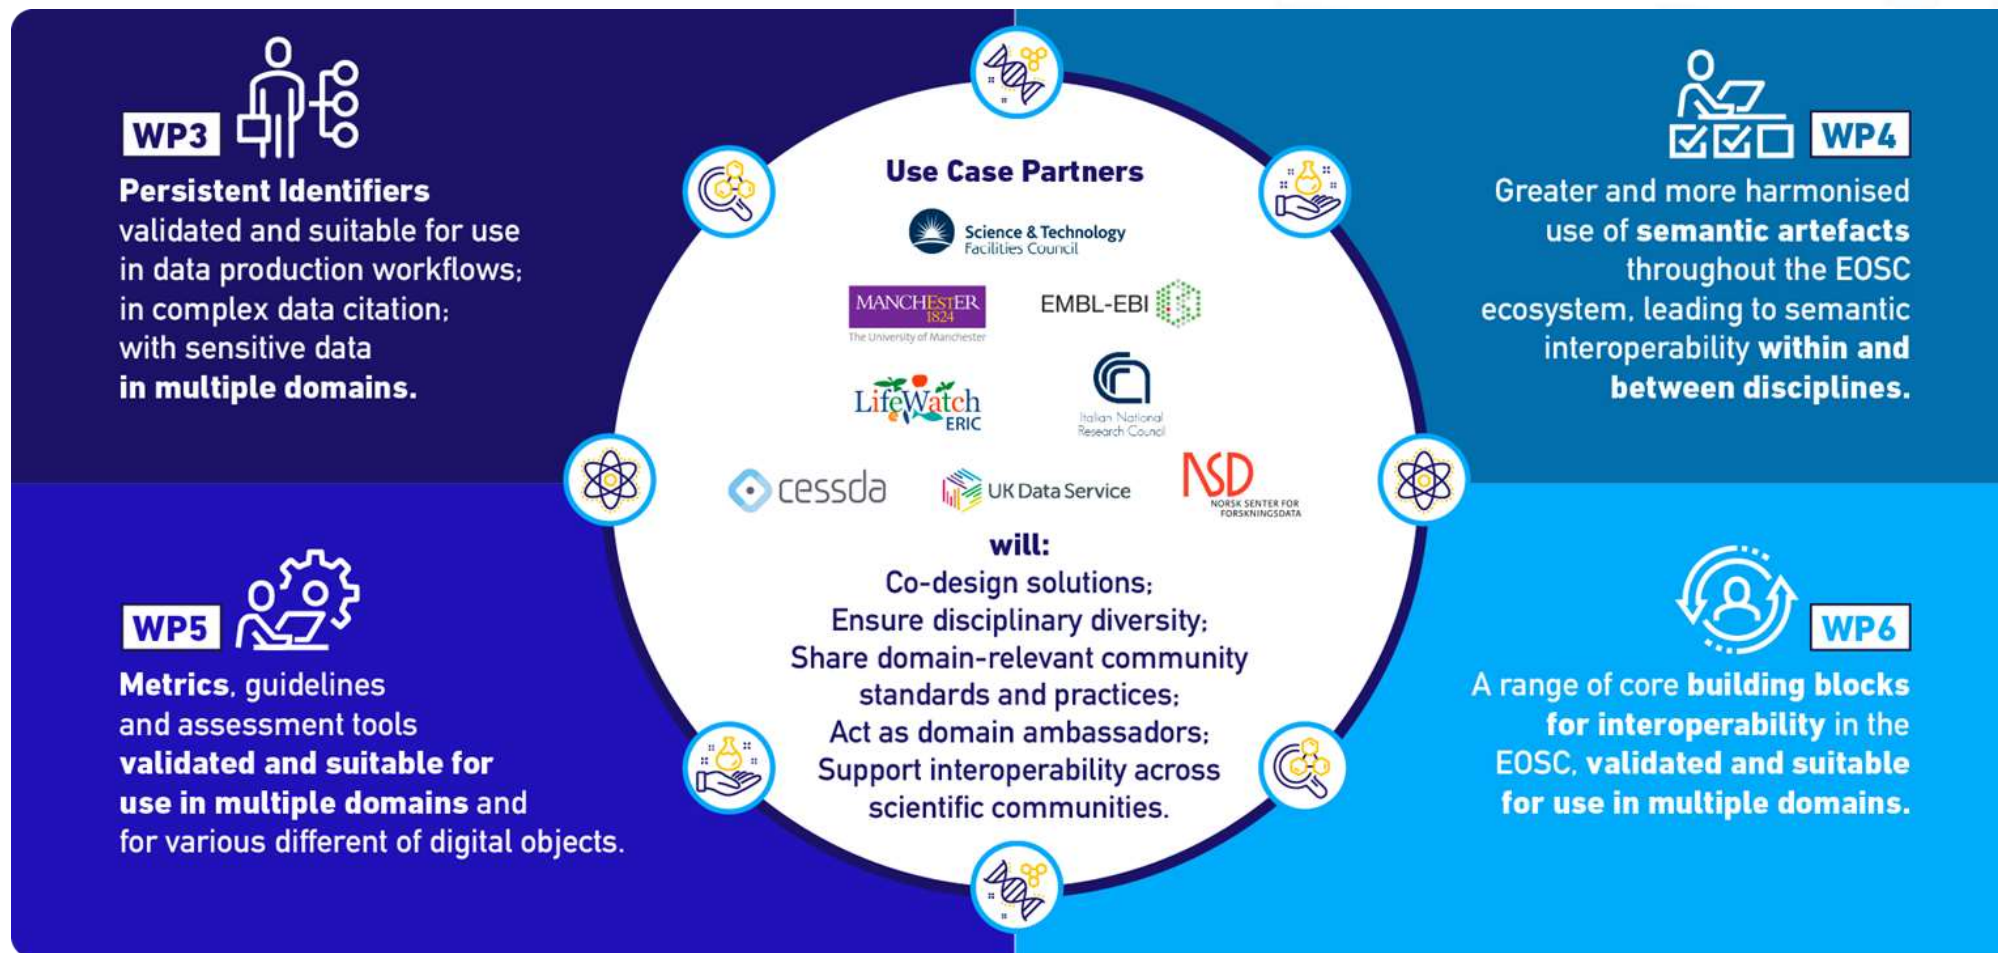 WP3
Persistent Identifiers
validated and suitable for use
in data production workflows;
in complex data citation;
with sensitive data
in multiple domains.
WP4
Greater and more harmonised
use of semantic artefacts
throughout the EOSC
ecosystem, leading to semantic
interoperability within and
between disciplines.
Use Case Partners
Science & Technology
Facilities Council
MANCHESTER
1824
The University of Manchester
EMBL-EBI
LifeWatch
ERIC
Italian National
Research Council
cessda
UK Data Service
NSD
NORSK SENTER FOR
FORSKNINGSDATA
will:
Co-design solutions;
Ensure disciplinary diversity;
Share domain-relevant community
standards and practices;
Act as domain ambassadors;
Support interoperability across
scientific communities.
WP5
Metrics, guidelines
and assessment tools
validated and suitable for
use in multiple domains and
for various different of digital objects.
WP6
A range of core building blocks
for interoperability in the
EOSC, validated and suitable
for use in multiple domains.